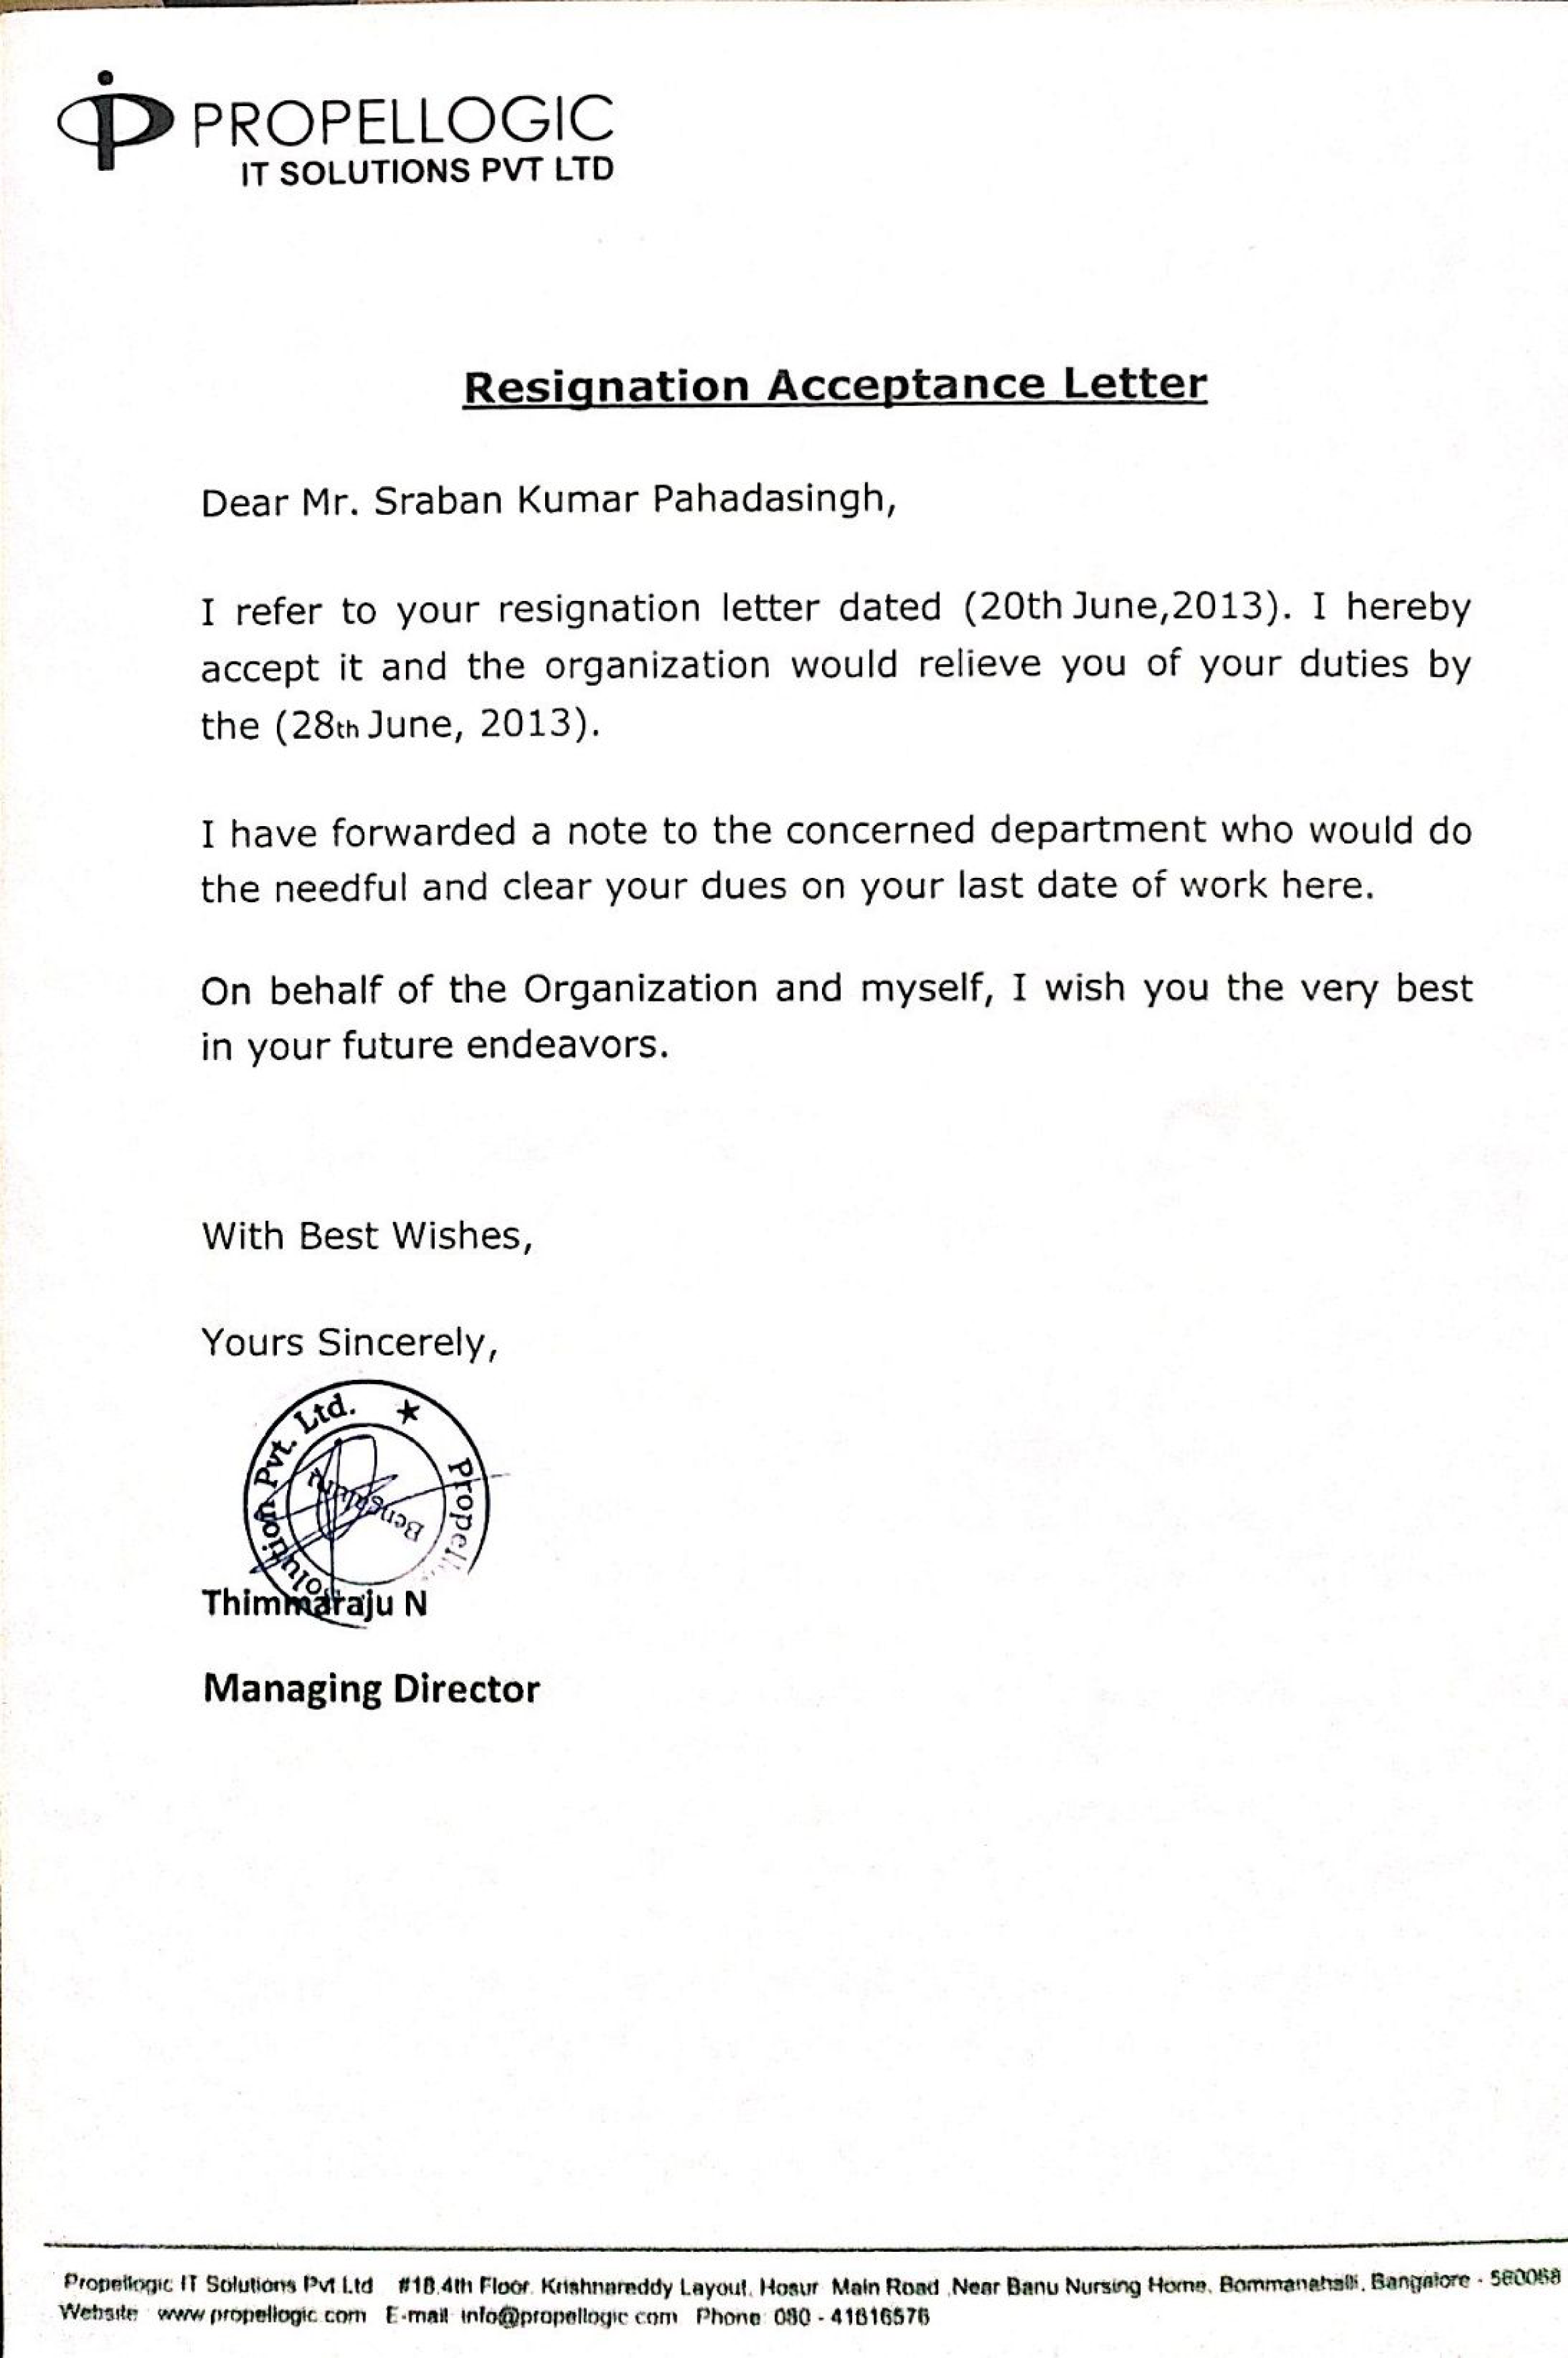 PROPELLOGIC
IT SOLUTIONS PVT LTD
Resignation Acceptance Letter
Dear Mr. Sraban Kumar Pahadasingh,
I refer to your resignation letter dated (20th June,2013). I hereby
accept it and the organization would relieve you of your duties by
the (28th June, 2013).
I have forwarded a note to the concerned department who would do
the needful and clear your dues on your last date of work here.
On behalf of the Organization and myself, I wish you the very best
in your future endeavors.
With Best Wishes,
Yours Sincerely,
Pvt. Ltd. ★
Bengaluru
Thimmaraju N
Managing Director
Propellogic IT Solutions Pvt Ltd 4th Floor Krishnareddy Layout, Hosur Main Road ,Near Banu Nursing Home, Bommanahalli, Bangalore - 560068
Website www.propellogic.com E-mail info@propellogic.com Phone 080 - 41616576